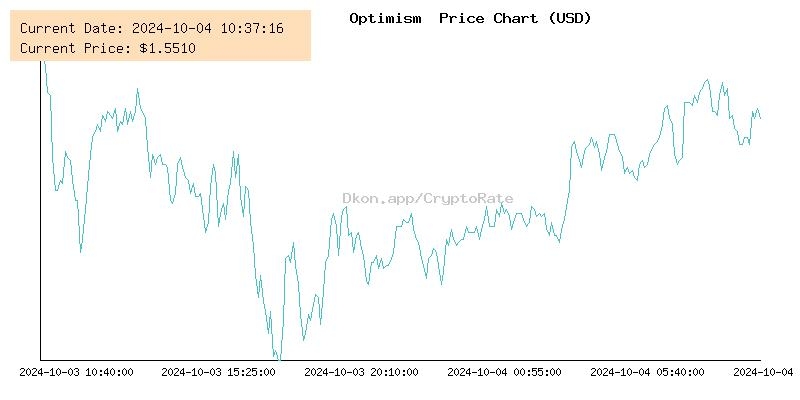 Optimism  Price Chart (USD)
Current Date: 2024-10-04 10:37:16
Current Price: $1.5510
Dkon.app/CryptoRate
2024-10-03 10:40:00 2024-10-03 15:25:00 2024-10-03 20:10:00 2024-10-04 00:55:00 2024-10-04 05:40:00 2024-10-04